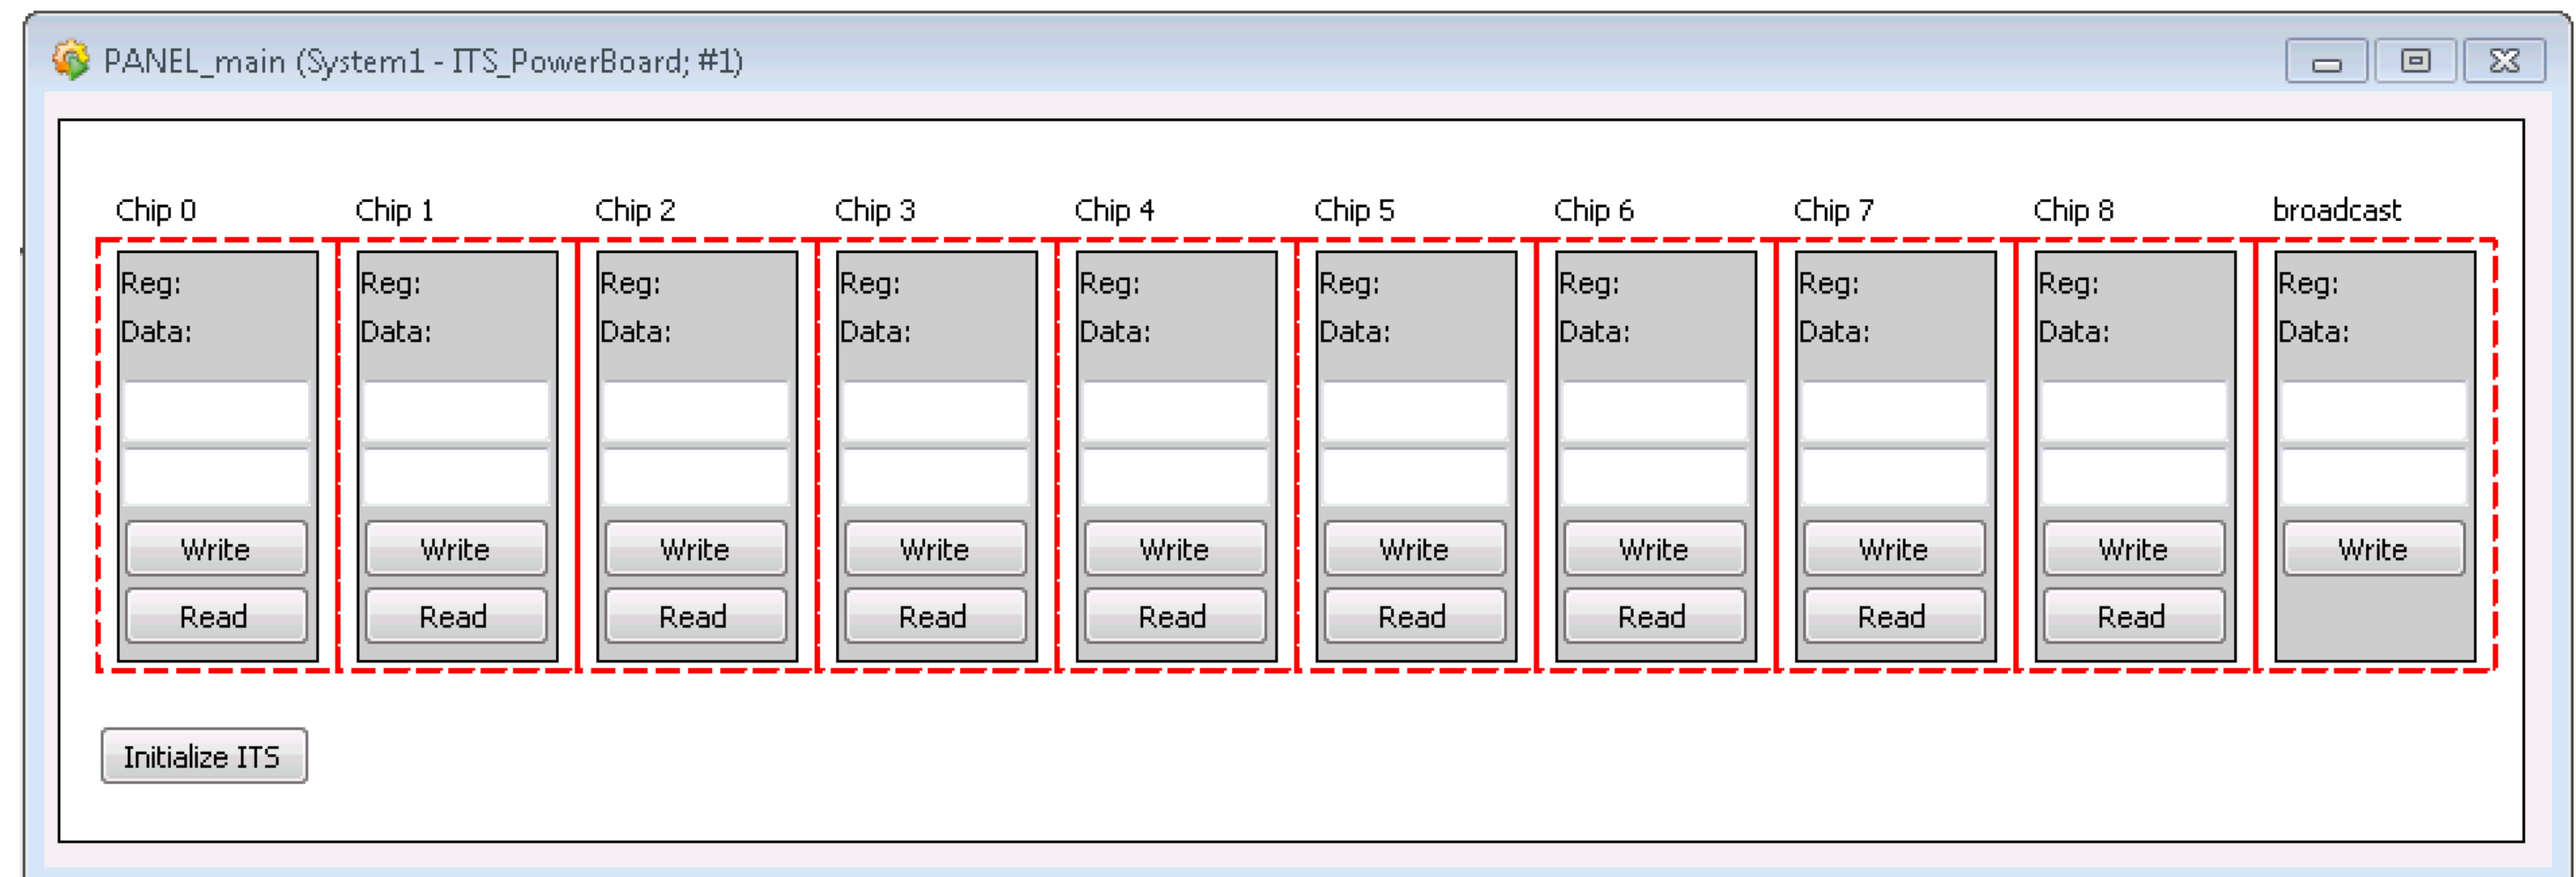 PANEL_main (System1 - ITS_PowerBoard; #1)
Chip 0 Chip 1 Chip 2 Chip 3 Chip 4 Chip 5 Chip 6 Chip 7 Chip 8 broadcast
Reg: Reg: Reg: Reg: Reg: Reg: Reg: Reg: Reg: Reg:
Data: Data: Data: Data: Data: Data: Data: Data: Data: Data:
Write Write Write Write Write Write Write Write Write Write
Read Read Read Read Read Read Read Read Read
Initialize ITS